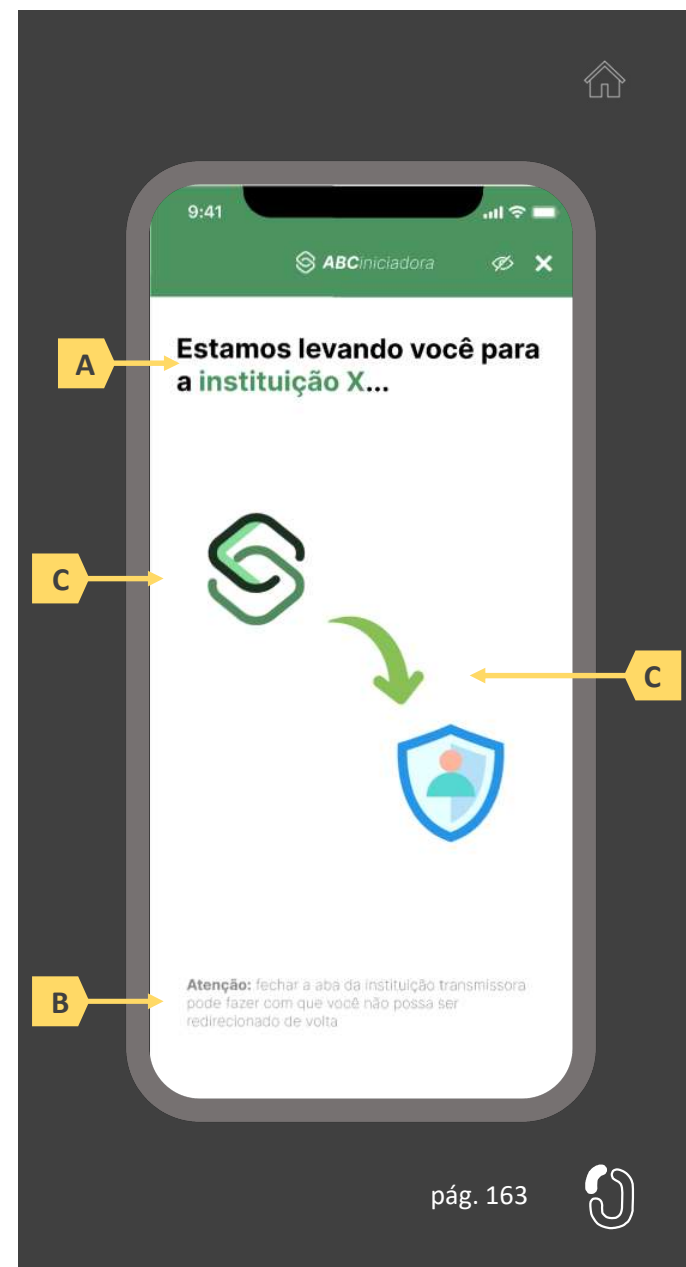 9:41
ABCiniciadora
A
Estamos levando você para
a instituição X...
C
C
B
Atenção: fechar a aba da instituição transmissora
pode fazer com que você não possa ser
redirecionado de volta
pág. 163